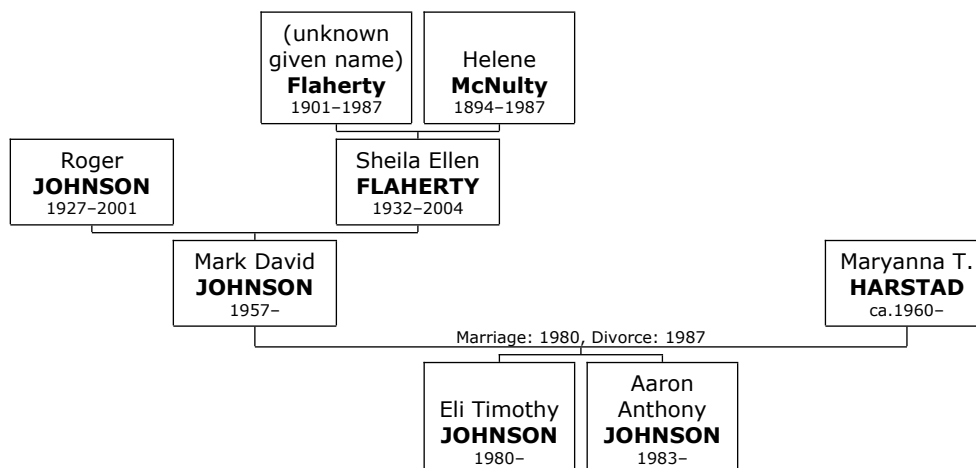 (unknown
given name)
Flaherty
1901–1987
Helene
McNulty
1894–1987
Roger
JOHNSON
1927–2001
Sheila Ellen
FLAHERTY
1932–2004
Mark David
JOHNSON
1957–
Maryanna T.
HARSTAD
ca.1960–
Marriage: 1980, Divorce: 1987
Eli Timothy
JOHNSON
1980–
Aaron
Anthony
JOHNSON
1983–